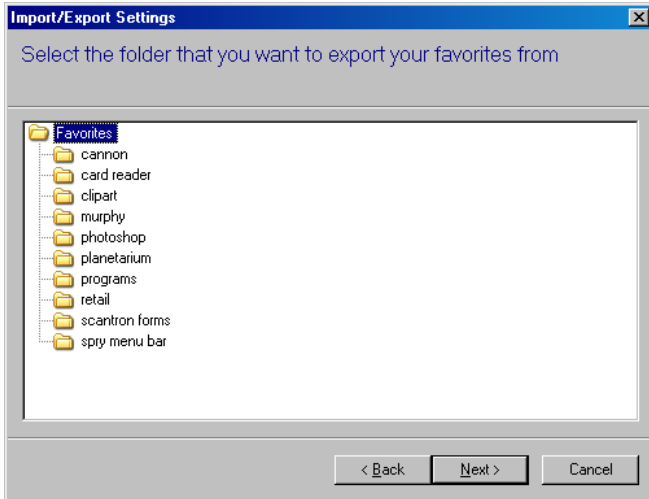 Import/Export Settings
Select the folder that you want to export your favorites from
Favorites
cannon
card reader
clipart
murphy
photoshop
planetarium
programs
retail
scantron forms
spry menu bar
< Back Next > Cancel